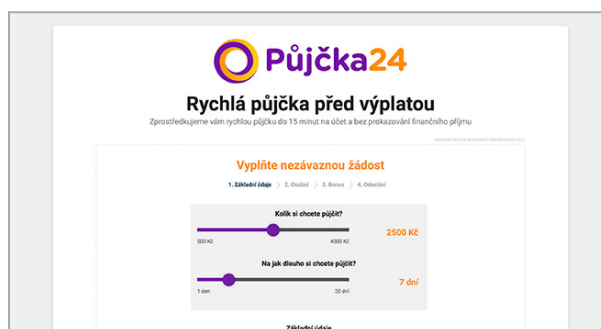 Půjčka24
Rychlá půjčka před výplatou
Zprostředkujeme vám rychlou půjčku do 15 minut na účet a bez prokazování finančního příjmu
Vyplňte nezávaznou žádost
1. Základní údaje 2. Osobní 3. Bonus 4. Odeslání
Kolik si chcete půjčit?
2500 Kč
500 Kč 4500 Kč
Na jak dlouho si chcete půjčit?
7 dní
1 den 30 dní
Základní údaje